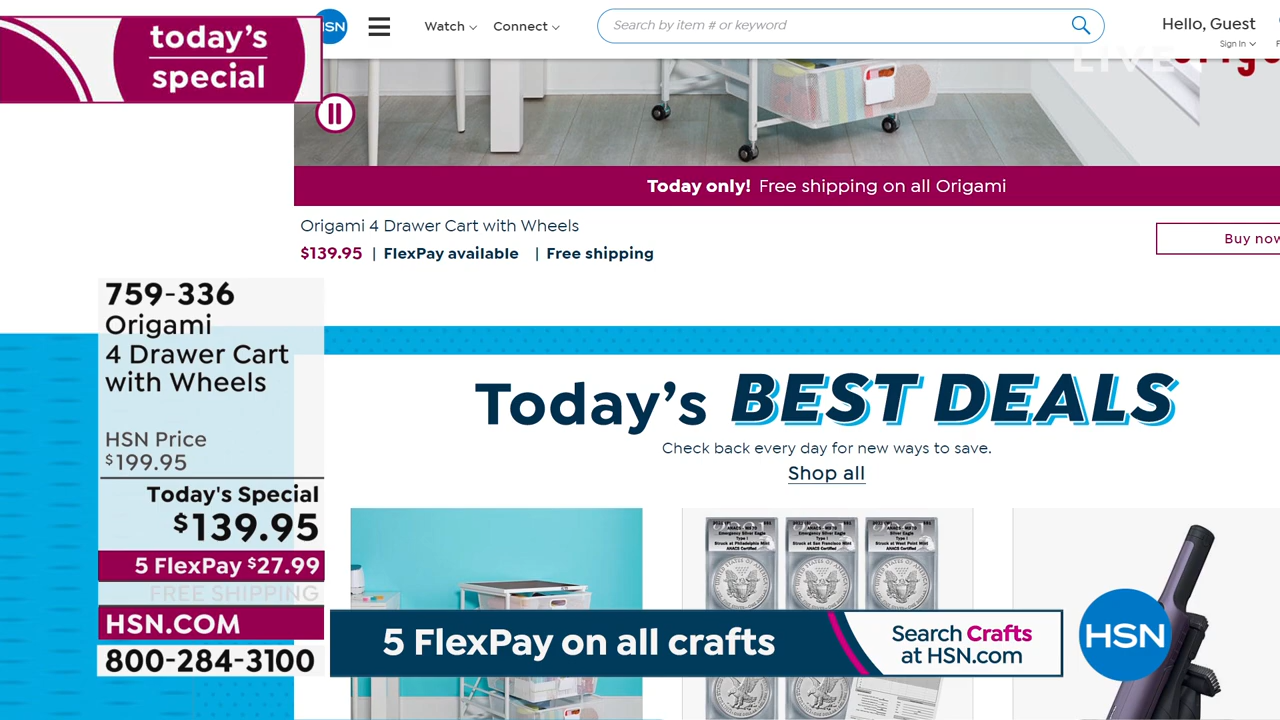 today's
special
HSN
Watch
Connect
Search by item # or keyword
Hello, Guest
Sign In
LIVE
Today only! Free shipping on all Origami
Origami 4 Drawer Cart with Wheels
$139.95 | FlexPay available | Free shipping
Buy now
759-336
Origami
4 Drawer Cart
with Wheels
HSN Price
$199.95
Today's Special
$139.95
5 FlexPay $27.99
FREE SHIPPING
HSN.COM
800-284-3100
Today's BEST DEALS
Check back every day for new ways to save.
Shop all
5 FlexPay on all crafts
Search Crafts
at HSN.com
HSN